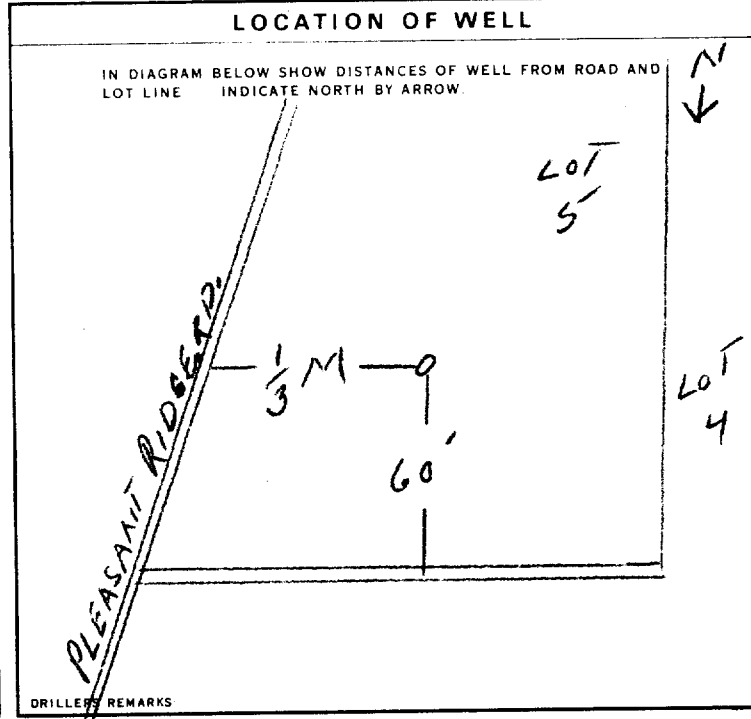 LOCATION OF WELL
IN DIAGRAM BELOW SHOW DISTANCES OF WELL FROM ROAD AND
LOT LINE INDICATE NORTH BY ARROW.
N
LOT
5
PLEASANT RIDGE RD.
1/3 M
LOT
4
60'
DRILLERS REMARKS